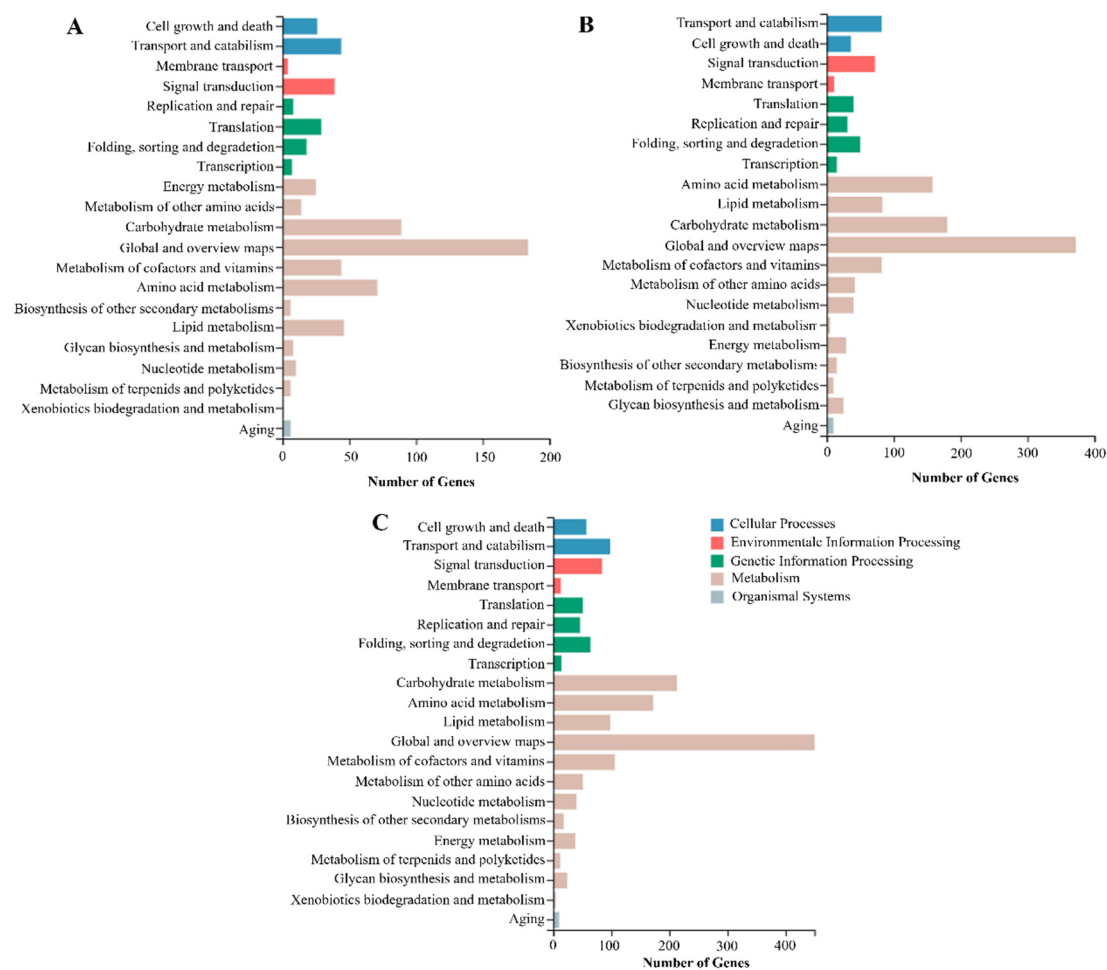 A
Cell growth and death
Transport and catabilism
Membrane transport
Signal transduction
Replication and repair
Translation
Folding, sorting and degradetion
Transcription
Energy metabolism
Metabolism of other amino acids
Carbohydrate metabolism
Global and overview maps
Metabolism of cofactors and vitamins
Amino acid metabolism
Biosynthesis of other secondary metabolisms
Lipid metabolism
Glycan biosynthesis and metabolism
Nucleotide metabolism
Metabolism of terpenids and polyketides
Xenobiotics biodegradation and metabolism
Aging
0 50 100 150 200
Number of Genes
B
Transport and catabilism
Cell growth and death
Signal transduction
Membrane transport
Translation
Replication and repair
Folding, sorting and degradetion
Transcription
Amino acid metabolism
Lipid metabolism
Carbohydrate metabolism
Global and overview maps
Metabolism of cofactors and vitamins
Metabolism of other amino acids
Nucleotide metabolism
Xenobiotics biodegradation and metabolism
Energy metabolism
Biosynthesis of other secondary metabolisms
Metabolism of terpenids and polyketides
Glycan biosynthesis and metabolism
Aging
0 100 200 300 400
Number of Genes
C
Cell growth and death
Transport and catabilism
Signal transduction
Membrane transport
Translation
Replication and repair
Folding, sorting and degradetion
Transcription
Carbohydrate metabolism
Amino acid metabolism
Lipid metabolism
Global and overview maps
Metabolism of cofactors and vitamins
Metabolism of other amino acids
Nucleotide metabolism
Biosynthesis of other secondary metabolisms
Energy metabolism
Metabolism of terpenids and polyketides
Glycan biosynthesis and metabolism
Xenobiotics biodegradation and metabolism
Aging
0 100 200 300 400
Number of Genes
Cellular Processes
Environmentalc Information Processing
Genetic Information Processing
Metabolism
Organismal Systems